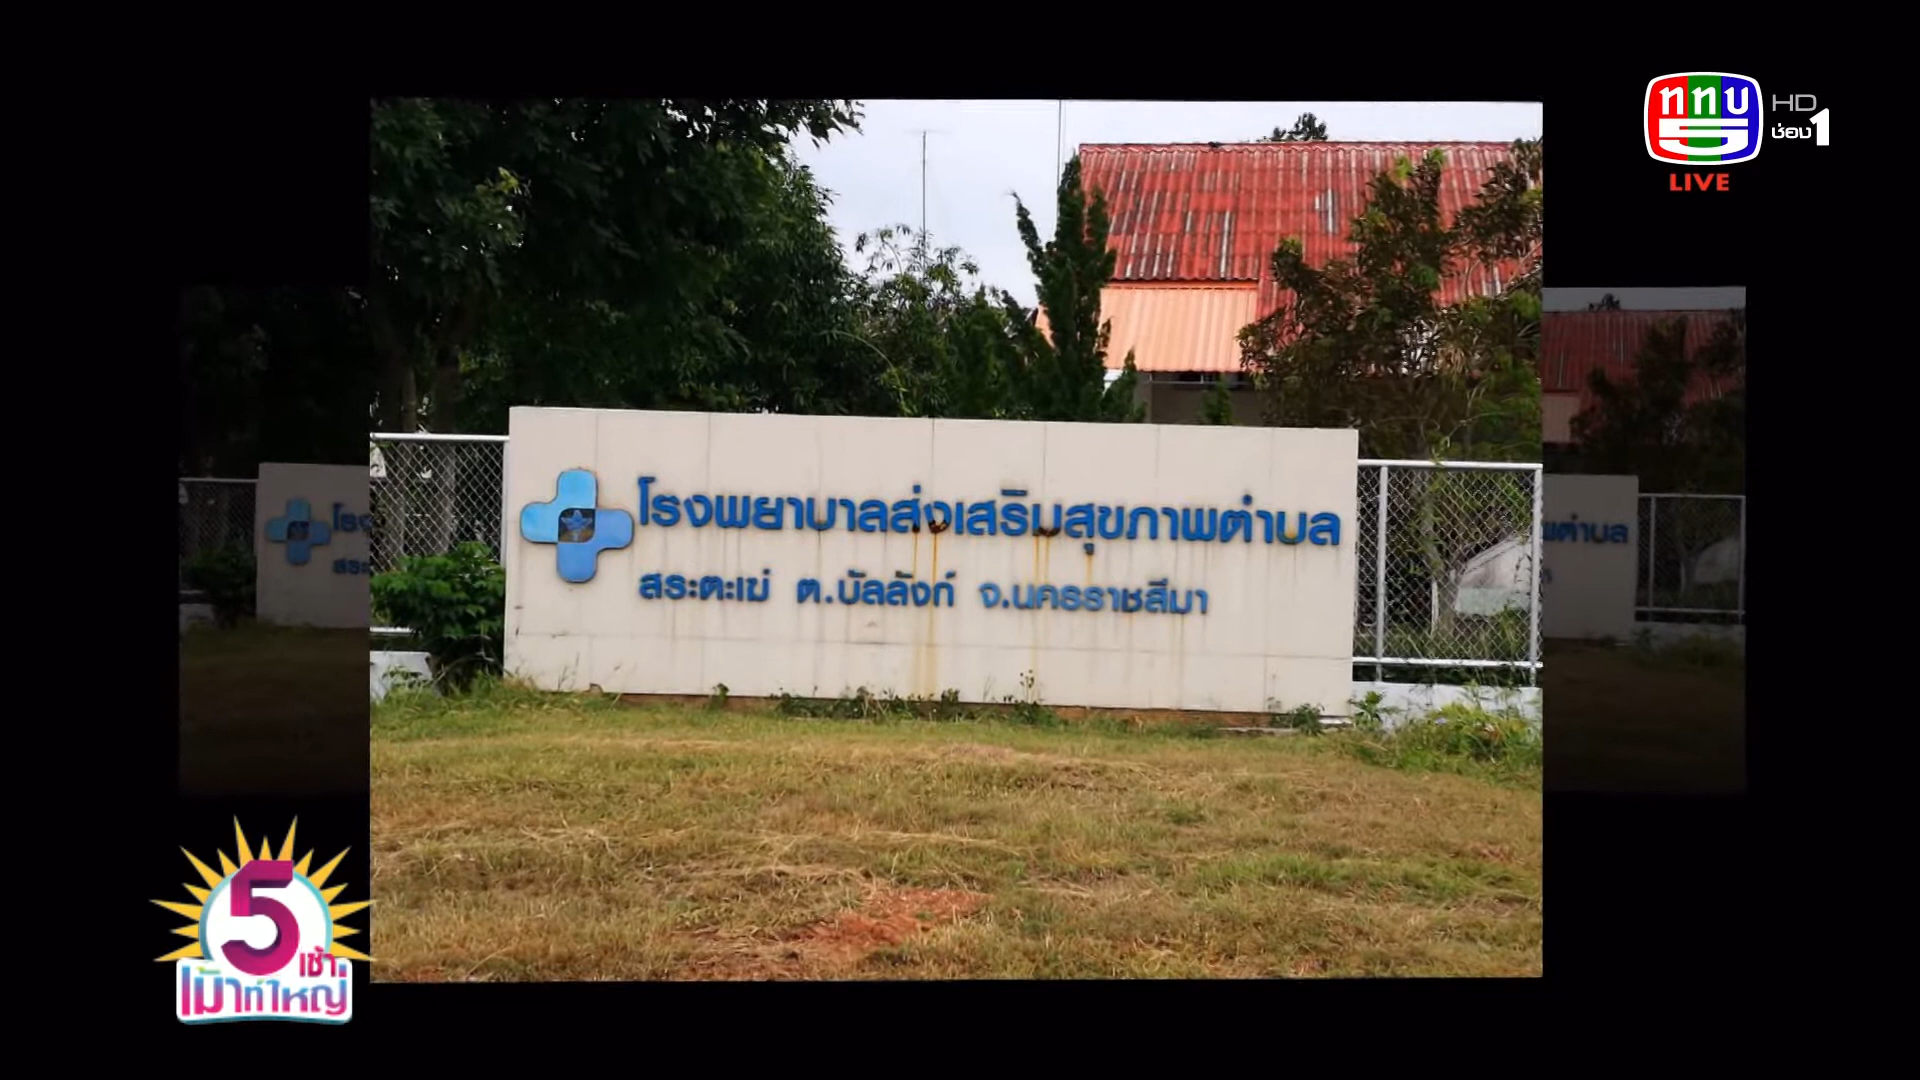 ททบ
5
HD
ช่อง1
LIVE
โรงพยาบาลส่งเสริมสุขภาพตำบล
สระตะเฆ่ ต.บัลลังก์ จ.นครราชสีมา
5
เช้า
เม้าท์ใหญ่